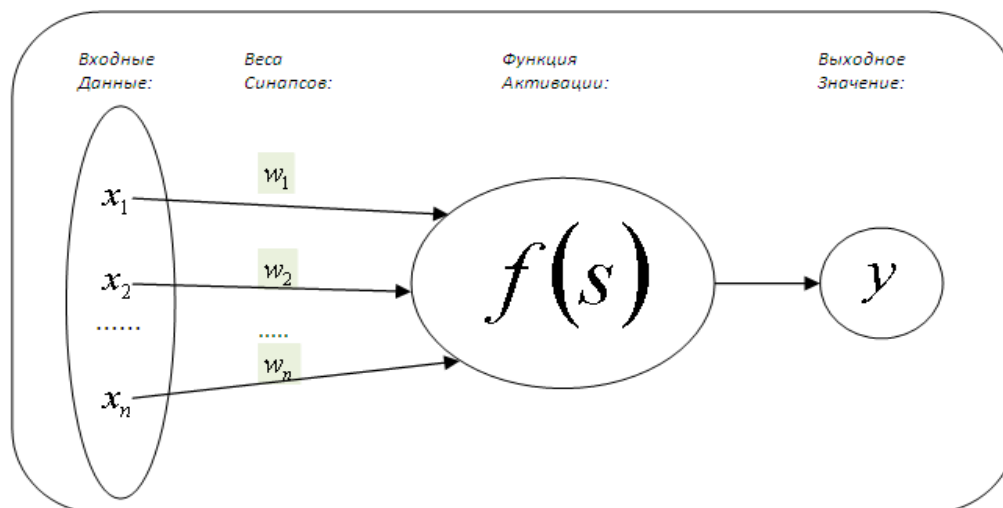 Входные
Данные:
Веса
Синапсов:
Функция
Активации:
Выходное
Значение:
x₁
w₁
x₂
w₂
f(s)
y
......
.....
xₙ
wₙ